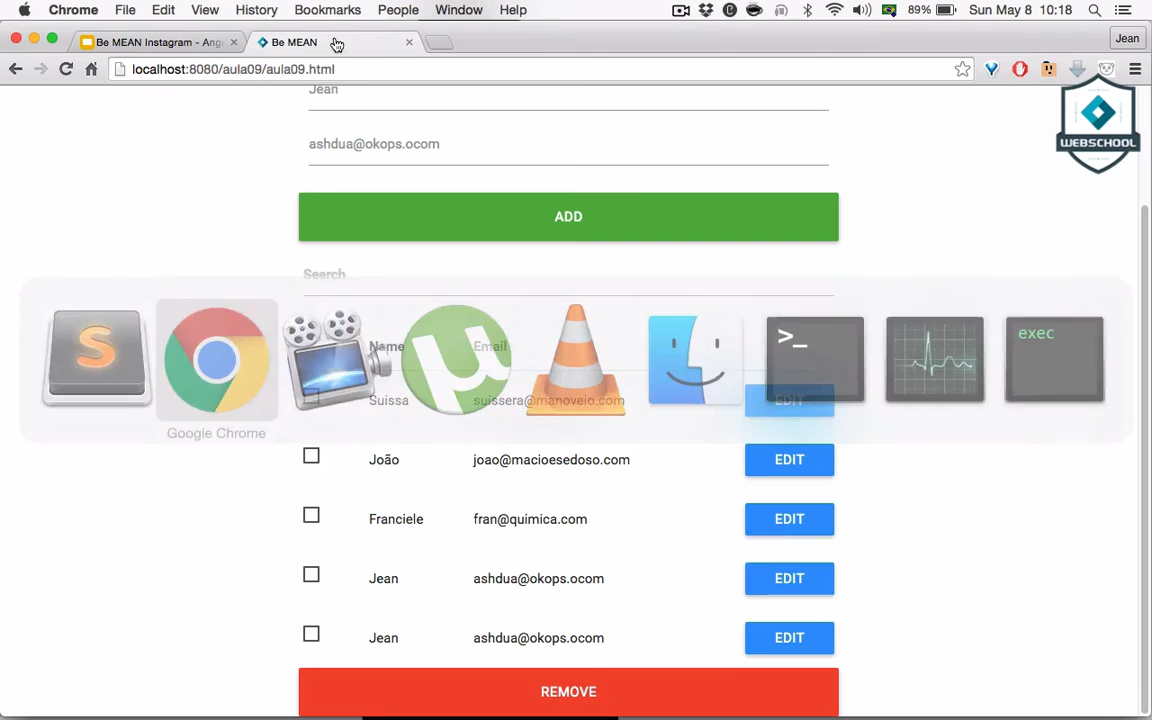 Chrome File Edit View History Bookmarks People Window Help 89% Sun May 8 10:18
Be MEAN Instagram - Ang Be MEAN Jean
localhost:8080/aula09/aula09.html
Jean
WEBSCHOOL
ashdua@okops.ocom
ADD
Search
S >_ exec
Name Email
Suissa suissera@manoveio.com EDIT
Google Chrome
João joao@macioesedoso.com EDIT
Franciele fran@quimica.com EDIT
Jean ashdua@okops.ocom EDIT
Jean ashdua@okops.ocom EDIT
REMOVE